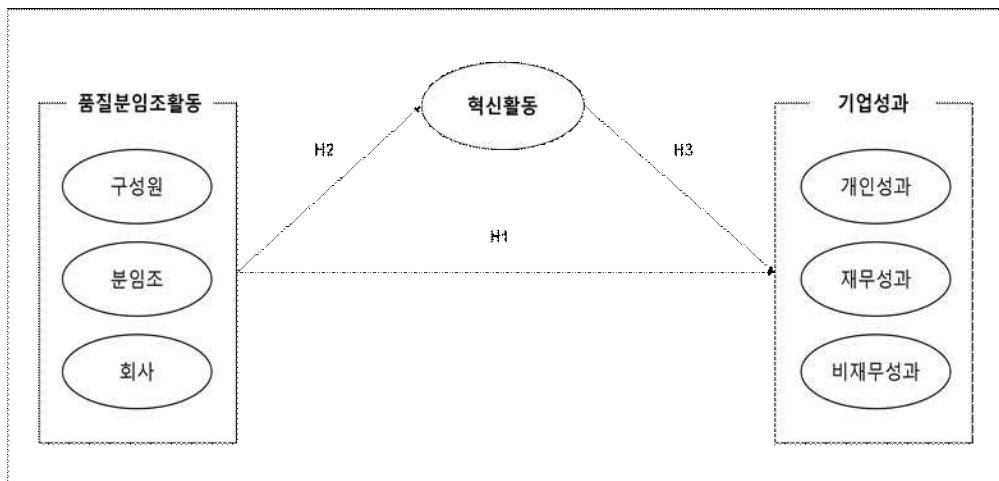 품질분임조활동
구성원
분임조
회사
혁신활동
H2
H3
H1
기업성과
개인성과
재무성과
비재무성과